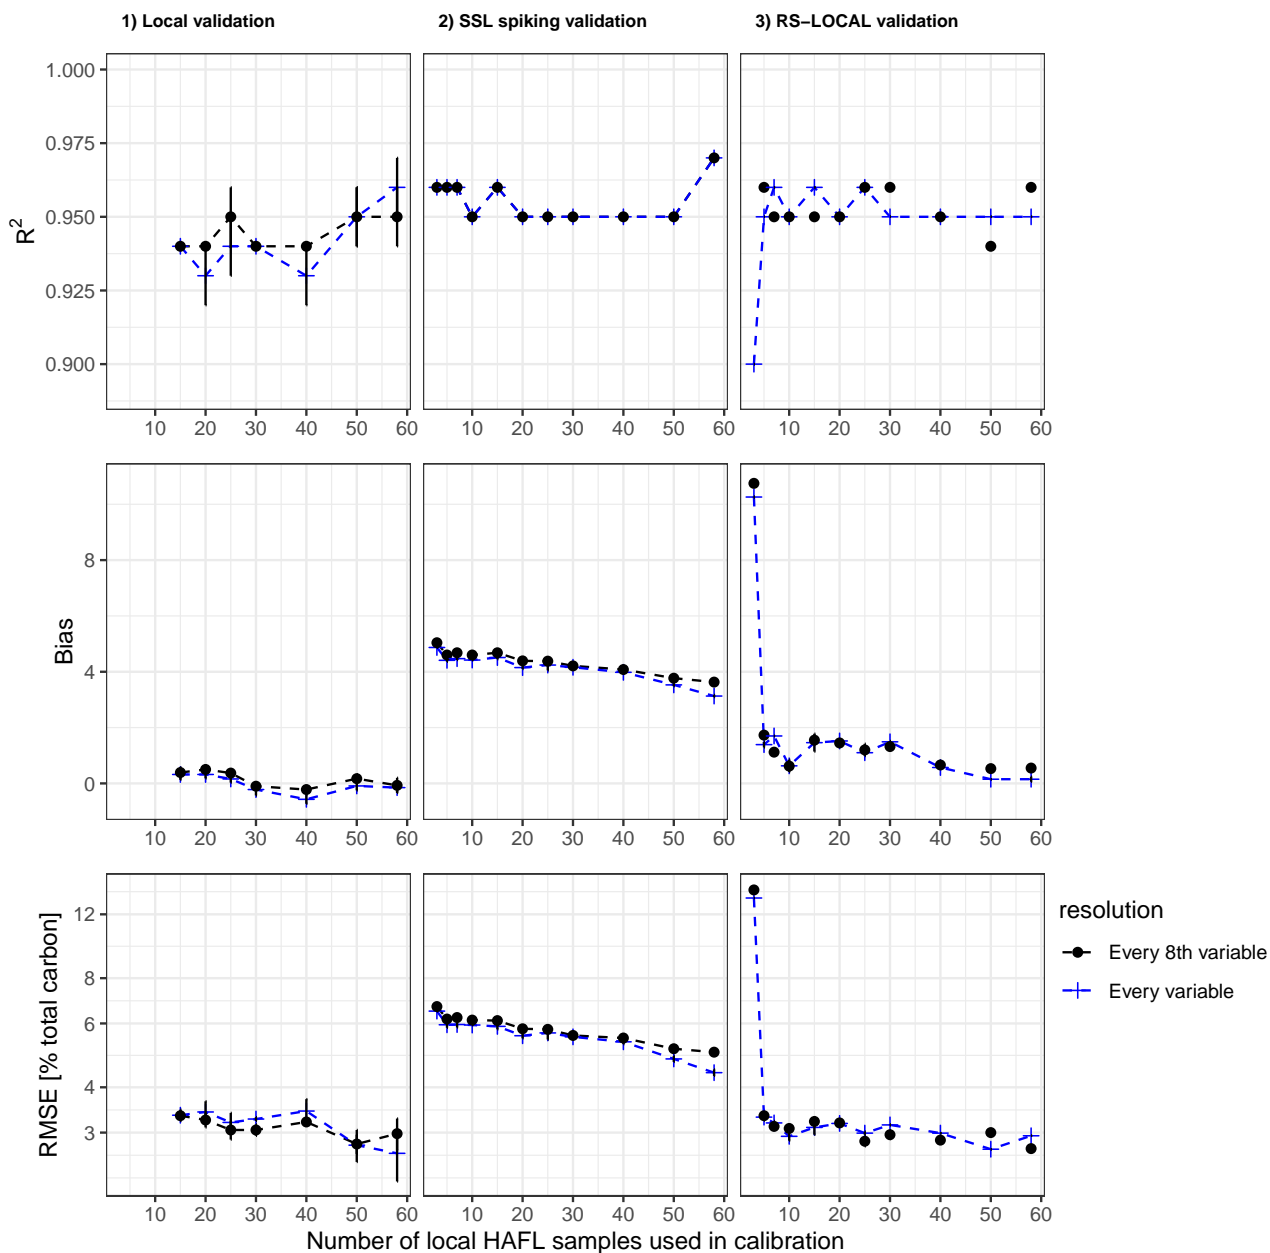 1) Local validation
2) SSL spiking validation
3) RS−LOCAL validation
R2
1.000
0.975
0.950
0.925
0.900
10 20 30 40 50 60
10 20 30 40 50 60
10 20 30 40 50 60
Bias
8
4
0
10 20 30 40 50 60
10 20 30 40 50 60
10 20 30 40 50 60
RMSE [% total carbon]
12
8
6
4
3
10 20 30 40 50 60
10 20 30 40 50 60
10 20 30 40 50 60
Number of local HAFL samples used in calibration
resolution
Every 8th variable
Every variable